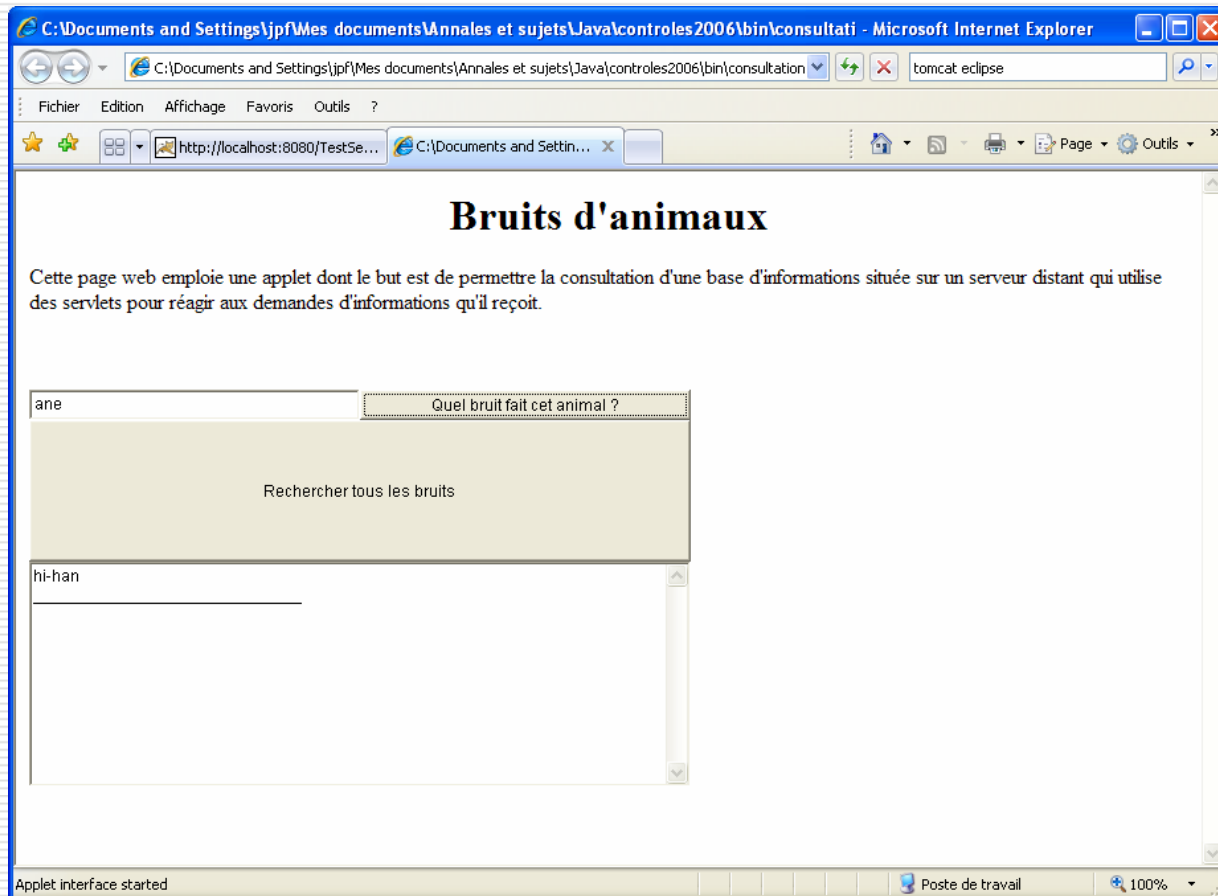 C:\Documents and Settings\jpf\Mes documents\Annales et sujets\Java\controles2006\bin\consultati - Microsoft Internet Explorer
C:\Documents and Settings\jpf\Mes documents\Annales et sujets\Java\controles2006\bin\consultation
tomcat eclipse
Fichier Edition Affichage Favoris Outils ?
http://localhost:8080/TestSe...
C:\Documents and Settin...
Page
Outils
Bruits d'animaux
Cette page web emploie une applet dont le but est de permettre la consultation d'une base d'informations située sur un serveur distant qui utilise
des servlets pour réagir aux demandes d'informations qu'il reçoit.
ane
Quel bruit fait cet animal ?
Rechercher tous les bruits
hi-han
Applet interface started
Poste de travail
100%